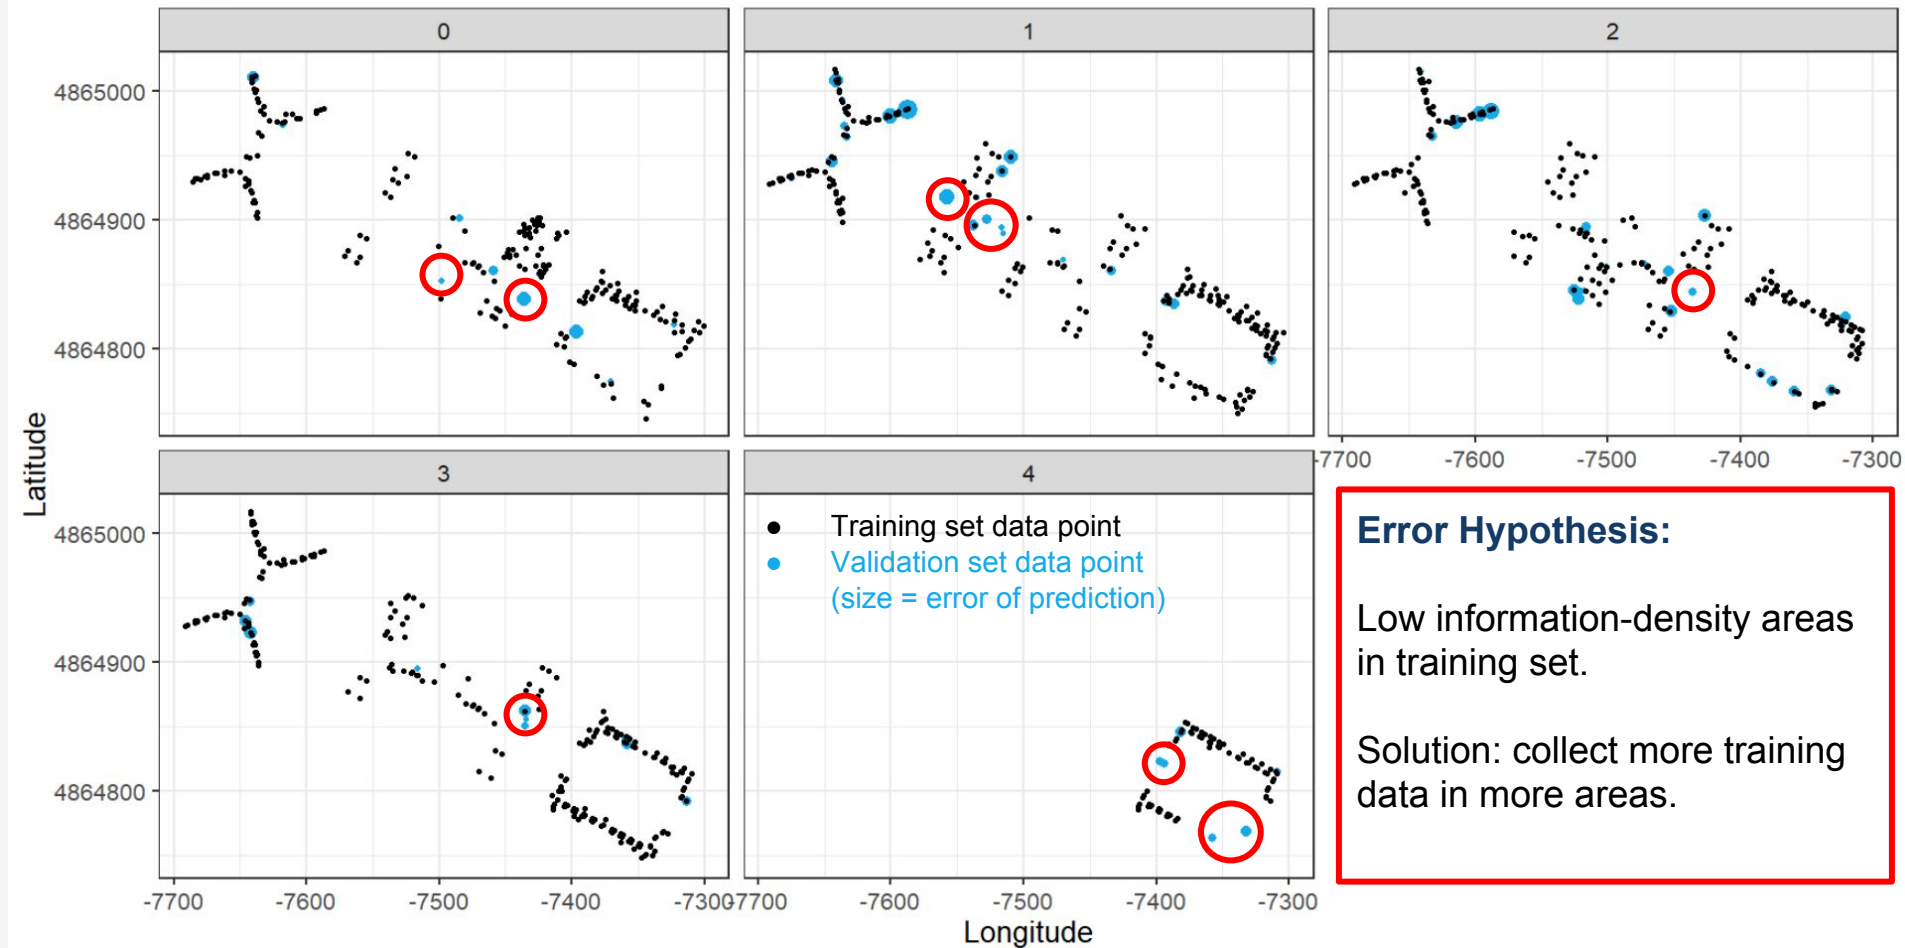 0
1
2
4865000
4864900
4864800
-7700
-7600
-7500
-7400
-7300
3
4
4865000
4864900
4864800
Training set data point
Validation set data point
(size = error of prediction)
-7700
-7600
-7500
-7400
-7300
-7700
-7600
-7500
-7400
-7300
Latitude
Longitude
Error Hypothesis:
Low information-density areas
in training set.
Solution: collect more training
data in more areas.